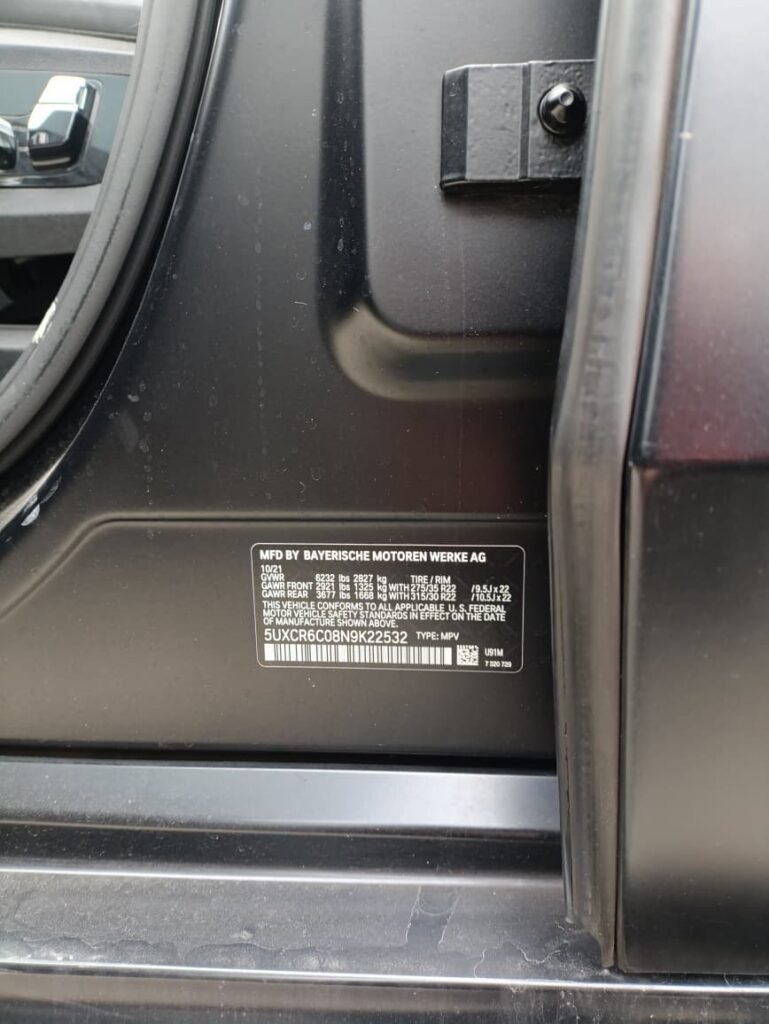 MFD BY BAYERISCHE MOTOREN WERKE AG
10/21
GVWR 6232 lbs 2827 kg TIRE / RIM
GAWR FRONT 2921 lbs 1325 kg WITH 275/35 R22 /9.5J x 22
GAWR REAR 3677 lbs 1668 kg WITH 315/30 R22 /10.5J x 22
THIS VEHICLE CONFORMS TO ALL APPLICABLE U. S. FEDERAL
MOTOR VEHICLE SAFETY STANDARDS IN EFFECT ON THE DATE
OF MANUFACTURE SHOWN ABOVE.
5UXCR6C08N9K22532 TYPE: MPV
U91M
7 320 729